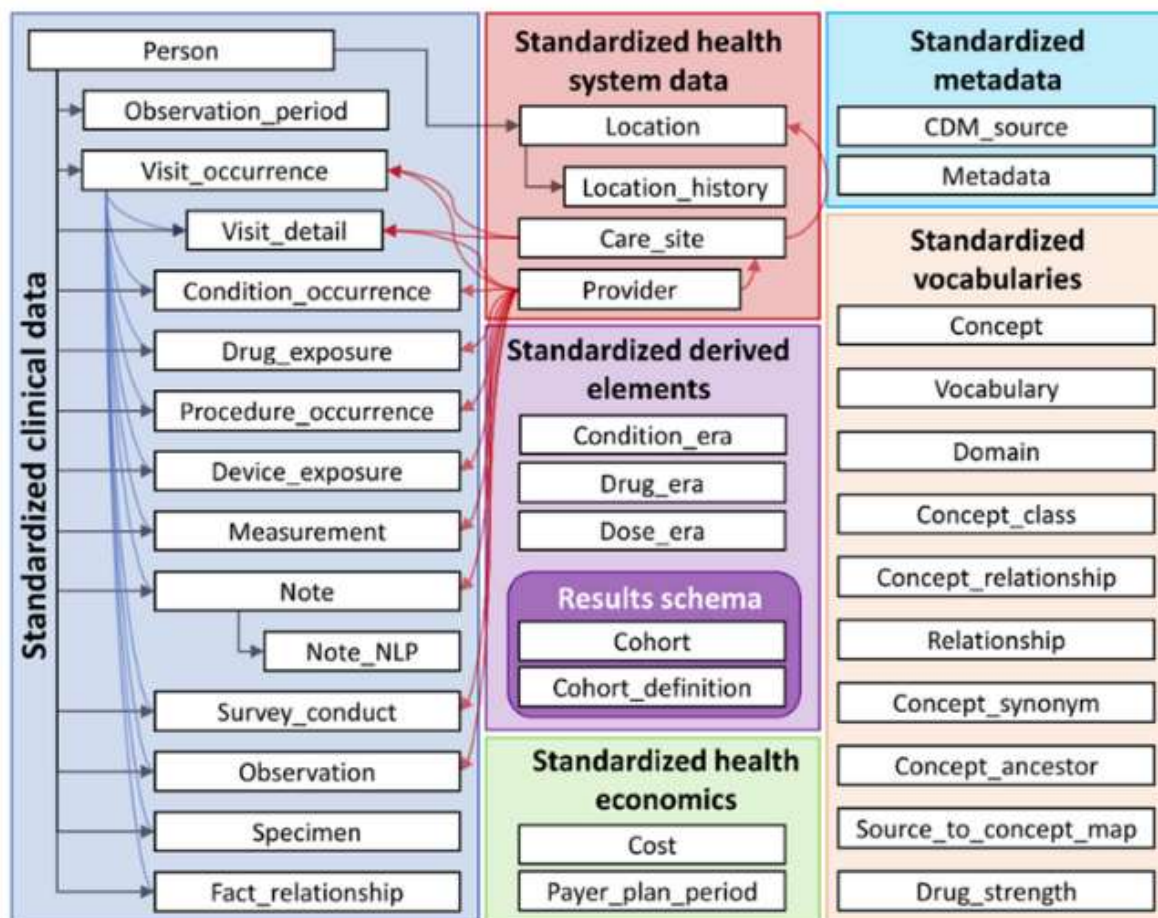 Standardized clinical data
Person
Observation_period
Visit_occurrence
Visit_detail
Condition_occurrence
Drug_exposure
Procedure_occurrence
Device_exposure
Measurement
Note
Note_NLP
Survey_conduct
Observation
Specimen
Fact_relationship
Standardized health
system data
Location
Location_history
Care_site
Provider
Standardized derived
elements
Condition_era
Drug_era
Dose_era
Results schema
Cohort
Cohort_definition
Standardized health
economics
Cost
Payer_plan_period
Standardized
metadata
CDM_source
Metadata
Standardized
vocabularies
Concept
Vocabulary
Domain
Concept_class
Concept_relationship
Relationship
Concept_synonym
Concept_ancestor
Source_to_concept_map
Drug_strength